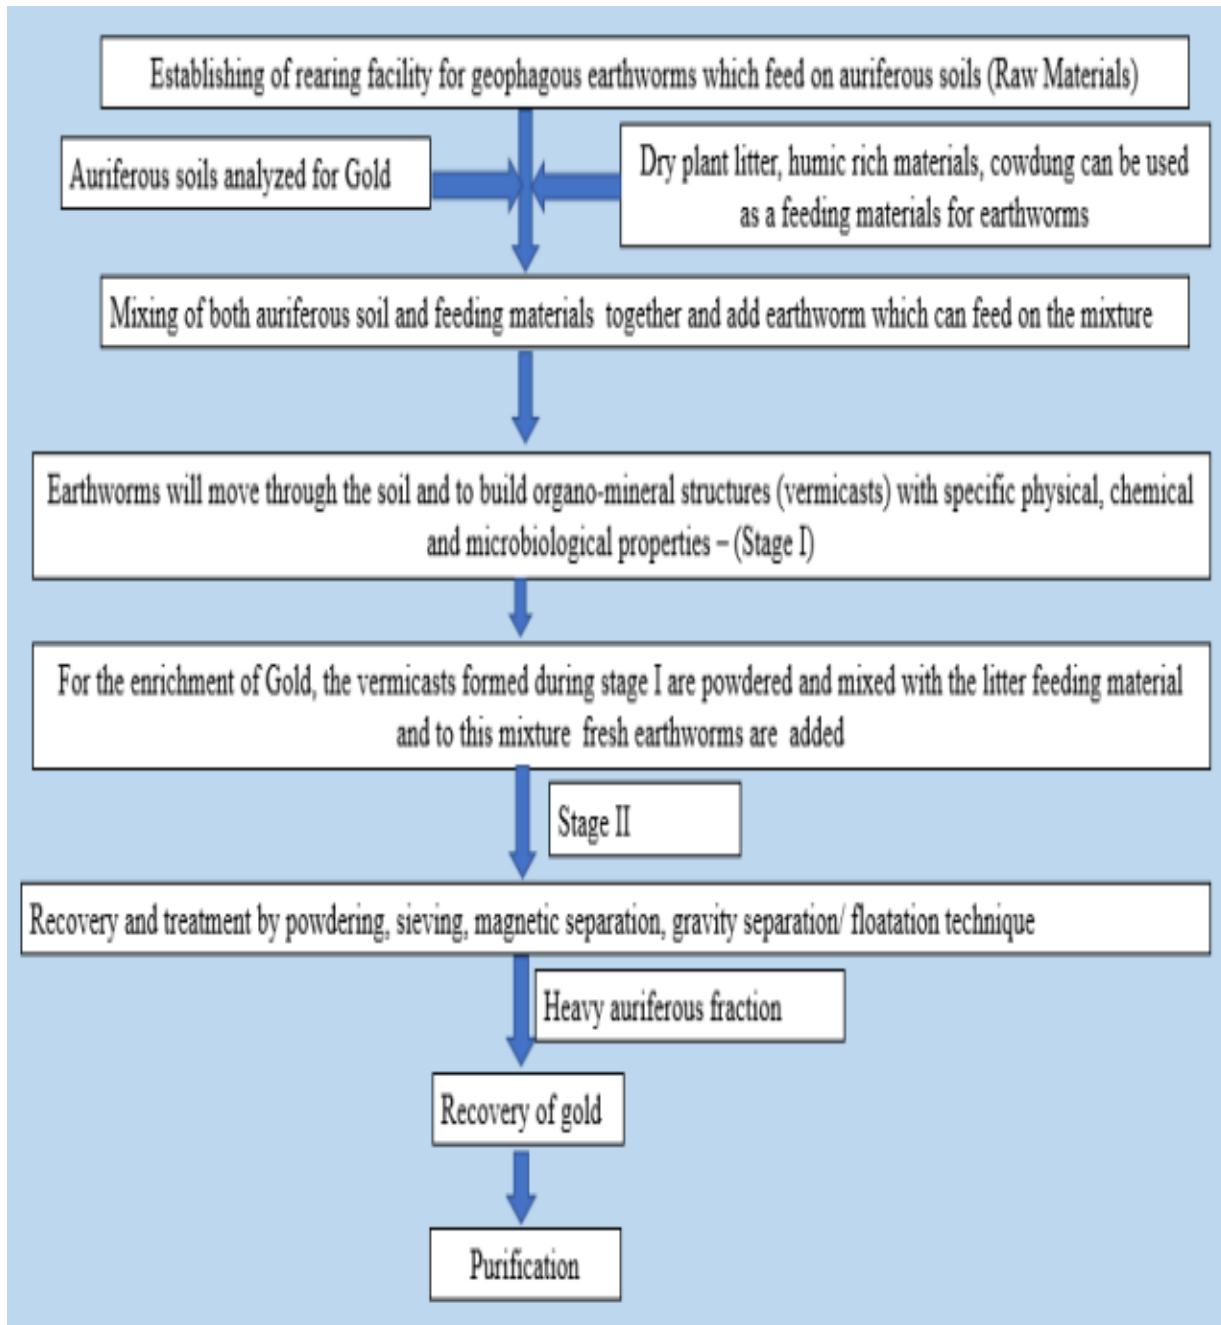 Establishing of rearing facility for geophagous earthworms which feed on auriferous soils (Raw Materials)
Auriferous soils analyzed for Gold
Dry plant litter, humic rich materials, cowdung can be used
as a feeding materials for earthworms
Mixing of both auriferous soil and feeding materials together and add earthworm which can feed on the mixture
Earthworms will move through the soil and to build organo-mineral structures (vermicasts) with specific physical, chemical
and microbiological properties – (Stage I)
For the enrichment of Gold, the vermicasts formed during stage I are powdered and mixed with the litter feeding material
and to this mixture fresh earthworms are added
Stage II
Recovery and treatment by powdering, sieving, magnetic separation, gravity separation/ floatation technique
Heavy auriferous fraction
Recovery of gold
Purification